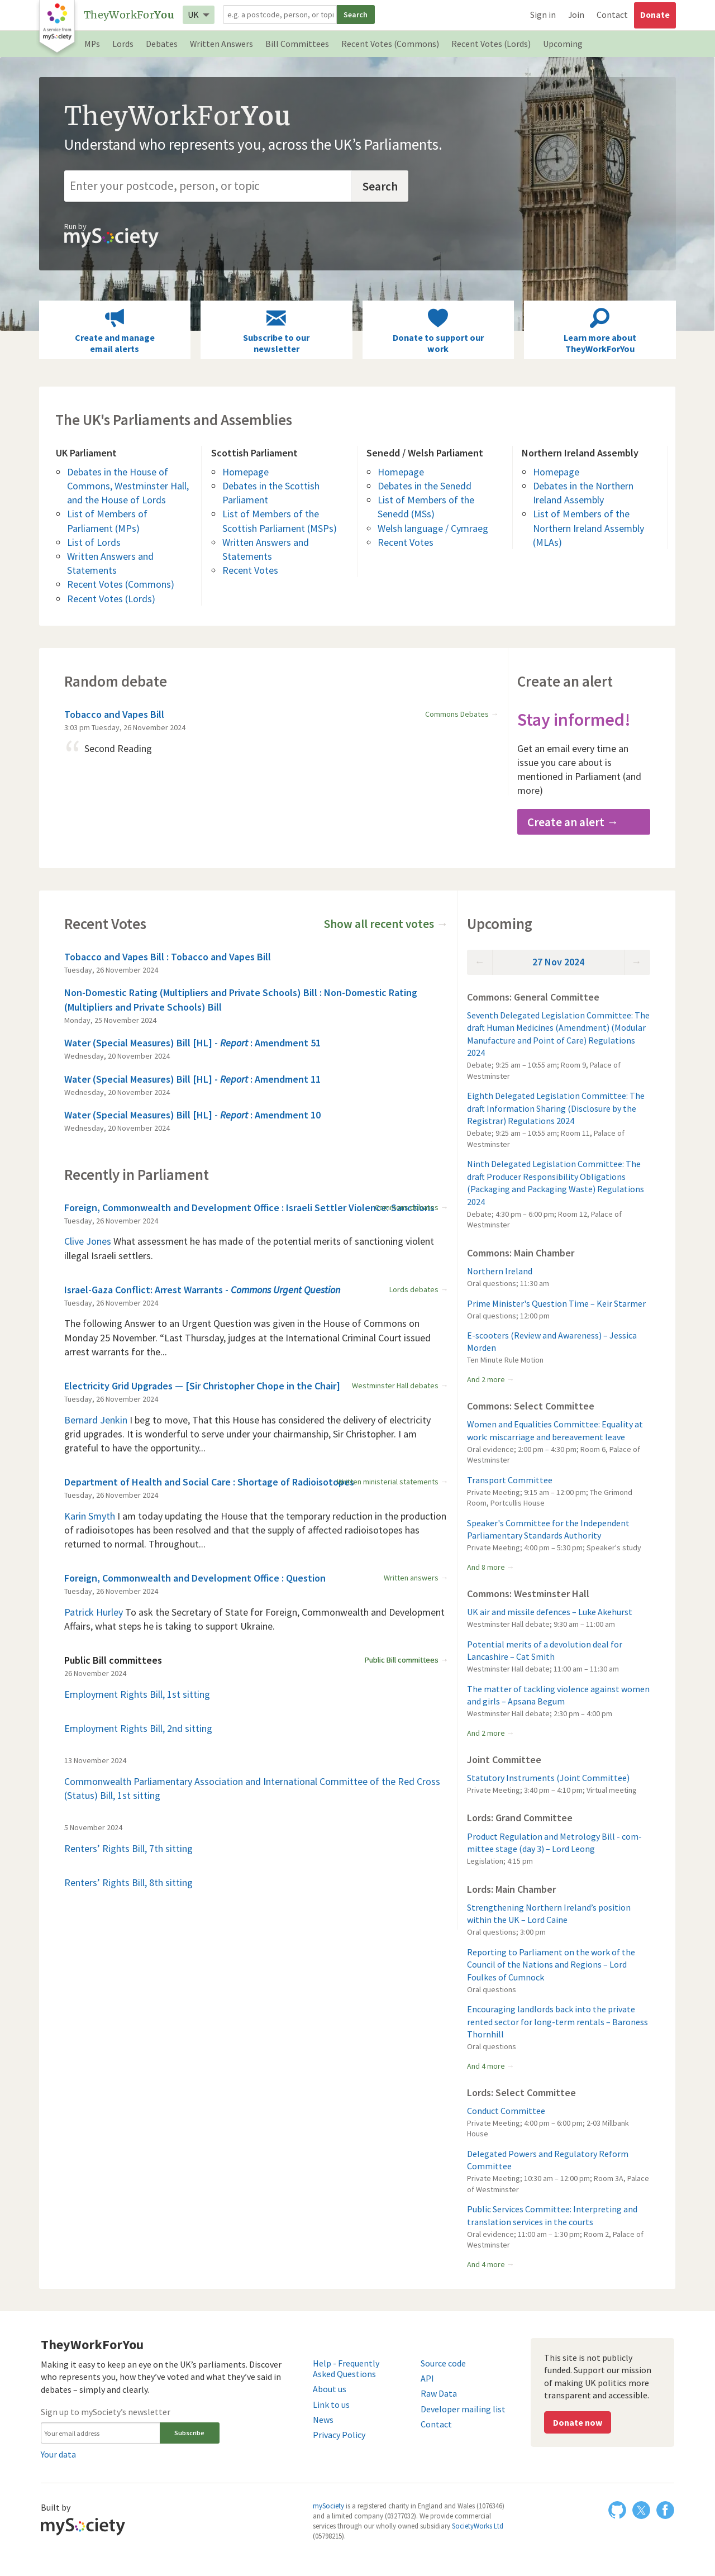 A service from
mySociety
TheyWorkForYou
UK
e.g. a postcode, person, or topi
Search
Sign in
Join
Contact
Donate
MPs
Lords
Debates
Written Answers
Bill Committees
Recent Votes (Commons)
Recent Votes (Lords)
Upcoming
TheyWorkForYou
Understand who represents you, across the UK’s Parliaments.
Enter your postcode, person, or topic
Search
Run by
mySociety
Create and manage
email alerts
Subscribe to our
newsletter
Donate to support our
work
Learn more about
TheyWorkForYou
The UK's Parliaments and Assemblies
UK Parliament
Debates in the House of
Commons, Westminster Hall,
and the House of Lords
List of Members of
Parliament (MPs)
List of Lords
Written Answers and
Statements
Recent Votes (Commons)
Recent Votes (Lords)
Scottish Parliament
Homepage
Debates in the Scottish
Parliament
List of Members of the
Scottish Parliament (MSPs)
Written Answers and
Statements
Recent Votes
Senedd / Welsh Parliament
Homepage
Debates in the Senedd
List of Members of the
Senedd (MSs)
Welsh language / Cymraeg
Recent Votes
Northern Ireland Assembly
Homepage
Debates in the Northern
Ireland Assembly
List of Members of the
Northern Ireland Assembly
(MLAs)
Random debate
Tobacco and Vapes Bill
Commons Debates →
3:03 pm Tuesday, 26 November 2024
“ Second Reading
Create an alert
Stay informed!
Get an email every time an
issue you care about is
mentioned in Parliament (and
more)
Create an alert →
Recent Votes
Show all recent votes →
Tobacco and Vapes Bill : Tobacco and Vapes Bill
Tuesday, 26 November 2024
Non-Domestic Rating (Multipliers and Private Schools) Bill : Non-Domestic Rating
(Multipliers and Private Schools) Bill
Monday, 25 November 2024
Water (Special Measures) Bill [HL] - Report : Amendment 51
Wednesday, 20 November 2024
Water (Special Measures) Bill [HL] - Report : Amendment 11
Wednesday, 20 November 2024
Water (Special Measures) Bill [HL] - Report : Amendment 10
Wednesday, 20 November 2024
Recently in Parliament
Foreign, Commonwealth and Development Office : Israeli Settler Violence: Sanctions
Tuesday, 26 November 2024
Clive Jones What assessment he has made of the potential merits of sanctioning violent
illegal Israeli settlers.
Israel-Gaza Conflict: Arrest Warrants - Commons Urgent Question
Lords debates →
Tuesday, 26 November 2024
The following Answer to an Urgent Question was given in the House of Commons on
Monday 25 November. “Last Thursday, judges at the International Criminal Court issued
arrest warrants for the...
Electricity Grid Upgrades — [Sir Christopher Chope in the Chair]
Westminster Hall debates →
Tuesday, 26 November 2024
Bernard Jenkin I beg to move, That this House has considered the delivery of electricity
grid upgrades. It is wonderful to serve under your chairmanship, Sir Christopher. I am
grateful to have the opportunity...
Department of Health and Social Care : Shortage of Radioisotopes
Written ministerial statements →
Tuesday, 26 November 2024
Karin Smyth I am today updating the House that the temporary reduction in the production
of radioisotopes has been resolved and that the supply of affected radioisotopes has
returned to normal. Throughout...
Foreign, Commonwealth and Development Office : Question
Written answers →
Tuesday, 26 November 2024
Patrick Hurley To ask the Secretary of State for Foreign, Commonwealth and Development
Affairs, what steps he is taking to support Ukraine.
Public Bill committees
Public Bill committees →
26 November 2024
Employment Rights Bill, 1st sitting
Employment Rights Bill, 2nd sitting
13 November 2024
Commonwealth Parliamentary Association and International Committee of the Red Cross
(Status) Bill, 1st sitting
5 November 2024
Renters’ Rights Bill, 7th sitting
Renters’ Rights Bill, 8th sitting
Upcoming
← 27 Nov 2024 →
Commons: General Committee
Seventh Delegated Legislation Committee: The
draft Human Medicines (Amendment) (Modular
Manufacture and Point of Care) Regulations
2024
Debate; 9:25 am – 10:55 am; Room 9, Palace of
Westminster
Eighth Delegated Legislation Committee: The
draft Information Sharing (Disclosure by the
Registrar) Regulations 2024
Debate; 9:25 am – 10:55 am; Room 11, Palace of
Westminster
Ninth Delegated Legislation Committee: The
draft Producer Responsibility Obligations
(Packaging and Packaging Waste) Regulations
2024
Debate; 4:30 pm – 6:00 pm; Room 12, Palace of
Westminster
Commons: Main Chamber
Northern Ireland
Oral questions; 11:30 am
Prime Minister's Question Time – Keir Starmer
Oral questions; 12:00 pm
E-scooters (Review and Awareness) – Jessica
Morden
Ten Minute Rule Motion
And 2 more →
Commons: Select Committee
Women and Equalities Committee: Equality at
work: miscarriage and bereavement leave
Oral evidence; 2:00 pm – 4:30 pm; Room 6, Palace of
Westminster
Transport Committee
Private Meeting; 9:15 am – 12:00 pm; The Grimond
Room, Portcullis House
Speaker's Committee for the Independent
Parliamentary Standards Authority
Private Meeting; 4:00 pm – 5:30 pm; Speaker's study
And 8 more →
Commons: Westminster Hall
UK air and missile defences – Luke Akehurst
Westminster Hall debate; 9:30 am – 11:00 am
Potential merits of a devolution deal for
Lancashire – Cat Smith
Westminster Hall debate; 11:00 am – 11:30 am
The matter of tackling violence against women
and girls – Apsana Begum
Westminster Hall debate; 2:30 pm – 4:00 pm
And 2 more →
Joint Committee
Statutory Instruments (Joint Committee)
Private Meeting; 3:40 pm – 4:10 pm; Virtual meeting
Lords: Grand Committee
Product Regulation and Metrology Bill - com-
mittee stage (day 3) – Lord Leong
Legislation; 4:15 pm
Lords: Main Chamber
Strengthening Northern Ireland’s position
within the UK – Lord Caine
Oral questions; 3:00 pm
Reporting to Parliament on the work of the
Council of the Nations and Regions – Lord
Foulkes of Cumnock
Oral questions
Encouraging landlords back into the private
rented sector for long-term rentals – Baroness
Thornhill
Oral questions
And 4 more →
Lords: Select Committee
Conduct Committee
Private Meeting; 4:00 pm – 6:00 pm; 2-03 Millbank
House
Delegated Powers and Regulatory Reform
Committee
Private Meeting; 10:30 am – 12:00 pm; Room 3A, Palace
of Westminster
Public Services Committee: Interpreting and
translation services in the courts
Oral evidence; 11:00 am – 1:30 pm; Room 2, Palace of
Westminster
And 4 more →
TheyWorkForYou
Making it easy to keep an eye on the UK’s parliaments. Discover
who represents you, how they’ve voted and what they’ve said in
debates – simply and clearly.
Sign up to mySociety’s newsletter
Your email address
Subscribe
Your data
Help - Frequently
Asked Questions
About us
Link to us
News
Privacy Policy
Source code
API
Raw Data
Developer mailing list
Contact
This site is not publicly
funded. Support our mission
of making UK politics more
transparent and accessible.
Donate now
Built by
mySociety
mySociety is a registered charity in England and Wales (1076346)
and a limited company (03277032). We provide commercial
services through our wholly owned subsidiary SocietyWorks Ltd
(05798215).